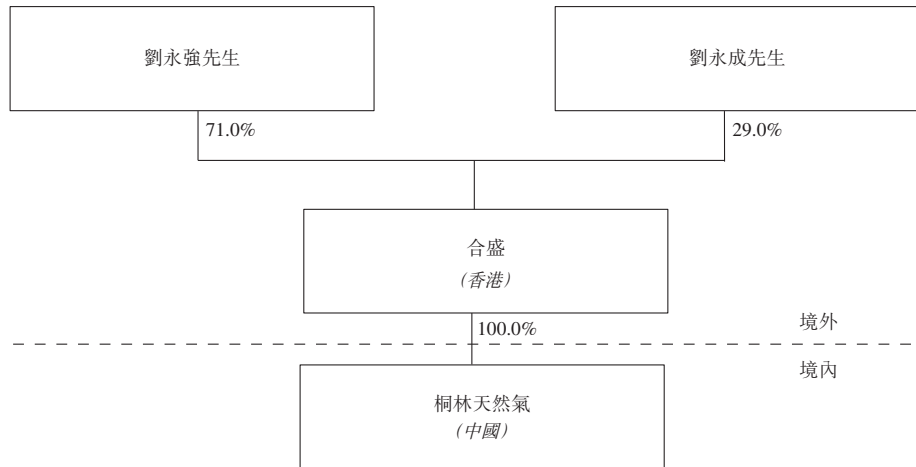 劉永強先生
劉永成先生
71.0%
29.0%
合盛
(香港)
100.0%
境外
境內
桐林天然氣
(中國)